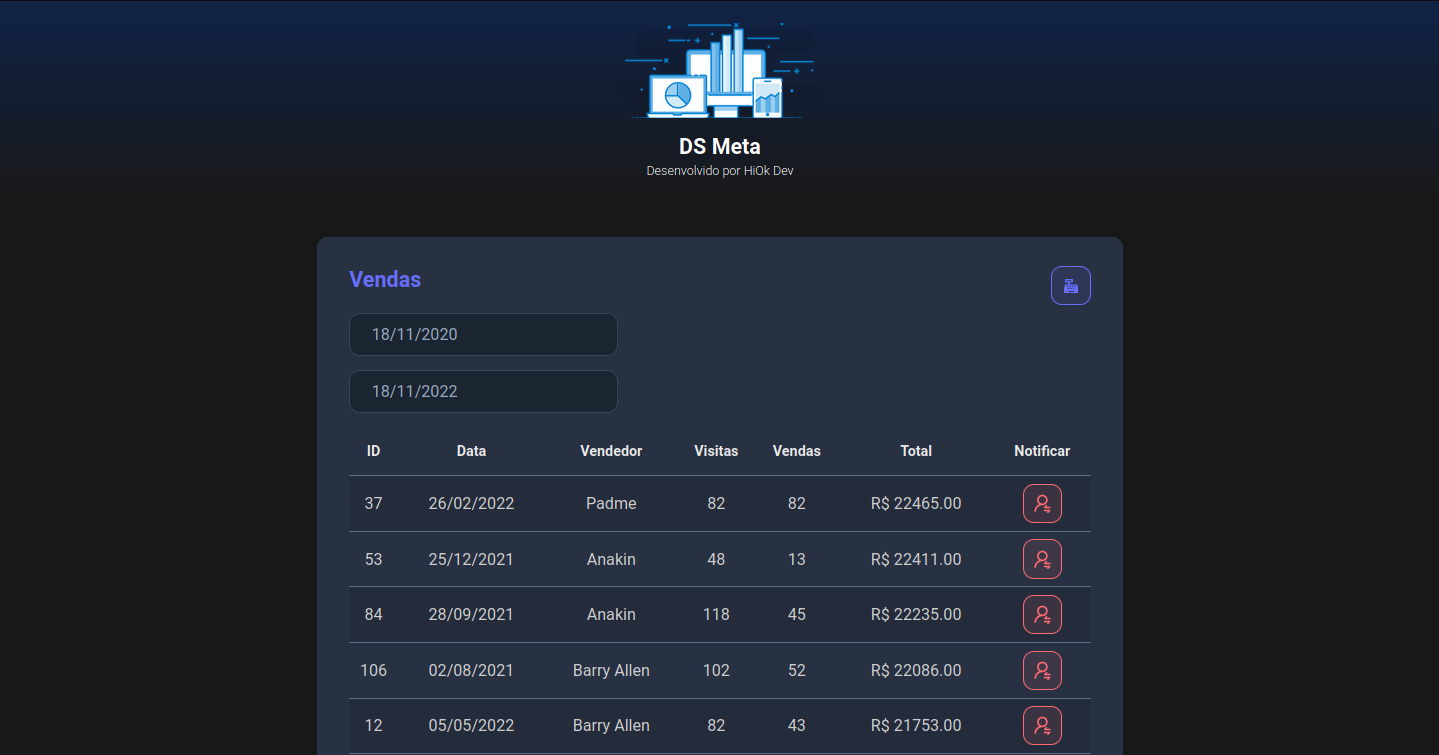 DS Meta
Desenvolvido por HiOk Dev
Vendas
18/11/2020
18/11/2022
ID Data Vendedor Visitas Vendas Total Notificar
37 26/02/2022 Padme 82 82 R$ 22465.00
53 25/12/2021 Anakin 48 13 R$ 22411.00
84 28/09/2021 Anakin 118 45 R$ 22235.00
106 02/08/2021 Barry Allen 102 52 R$ 22086.00
12 05/05/2022 Barry Allen 82 43 R$ 21753.00